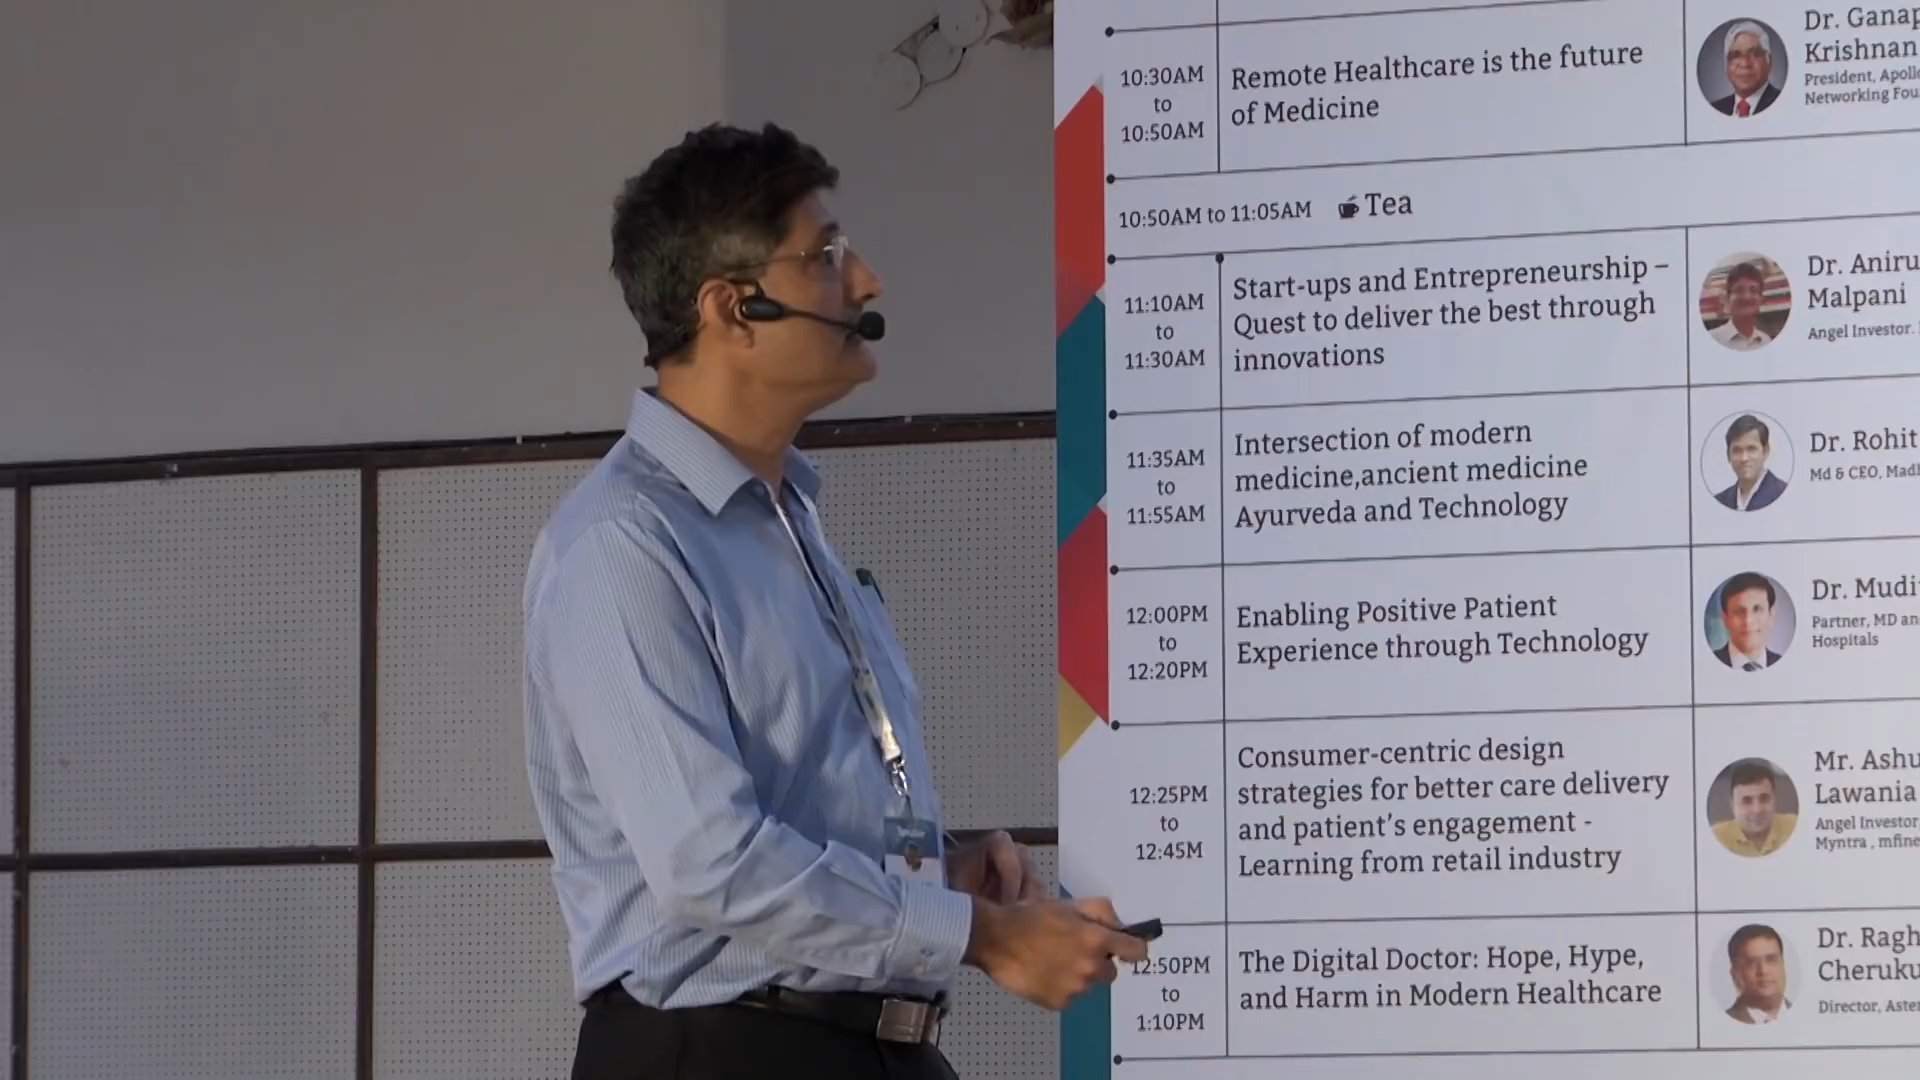 10:30AM
to
10:50AM
Remote Healthcare is the future
of Medicine
Dr. Ganap
Krishnan
President, Apollo
Networking Fou
10:50AM to 11:05AM Tea
11:10AM
to
11:30AM
Start-ups and Entrepreneurship –
Quest to deliver the best through
innovations
Dr. Aniru
Malpani
Angel Investor.
11:35AM
to
11:55AM
Intersection of modern
medicine,ancient medicine
Ayurveda and Technology
Dr. Rohit
Md & CEO, Madh
12:00PM
to
12:20PM
Enabling Positive Patient
Experience through Technology
Dr. Mudi
Partner, MD an
Hospitals
12:25PM
to
12:45M
Consumer-centric design
strategies for better care delivery
and patient’s engagement -
Learning from retail industry
Mr. Ashu
Lawania
Angel Investor
Myntra , mfine
12:50PM
to
1:10PM
The Digital Doctor: Hope, Hype,
and Harm in Modern Healthcare
Dr. Ragh
Cheruku
Director, Aster